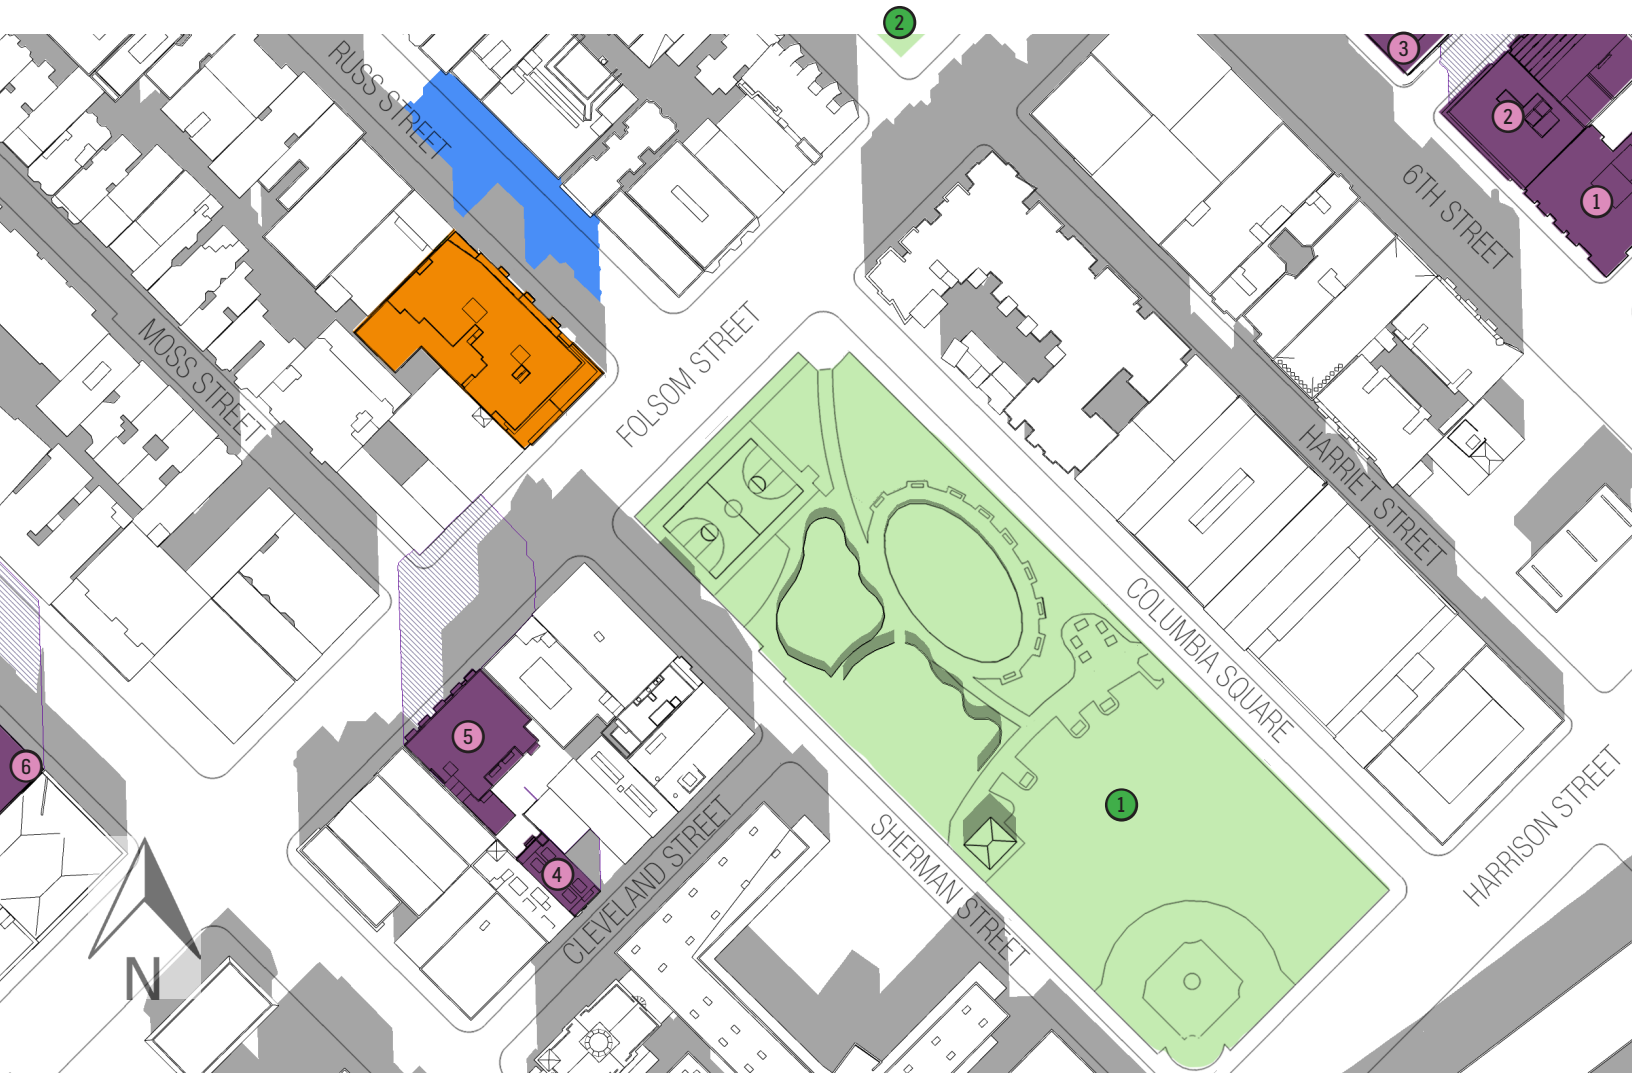 2
3
RUSS STREET
2
6TH STREET
1
MOSS STREET
FOLSOM STREET
HARRIET STREET
COLUMBIA SQUARE
5
6
1
HARRISON STREET
4
CLEVELAND STREET
SHERMAN STREET
N